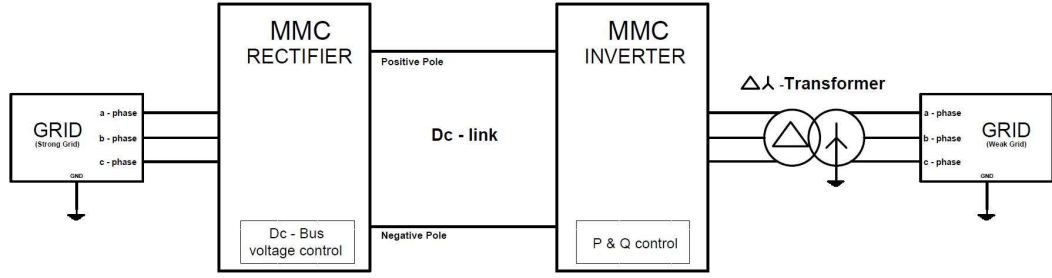 MMC
RECTIFIER
MMC
INVERTER
Positive Pole
-Transformer
GRID
(Strong Grid)
a - phase
b - phase
c - phase
GND
Dc - link
a - phase
b - phase
c - phase
GRID
(Weak Grid)
GND
Dc - Bus
voltage control
Negative Pole
P & Q control